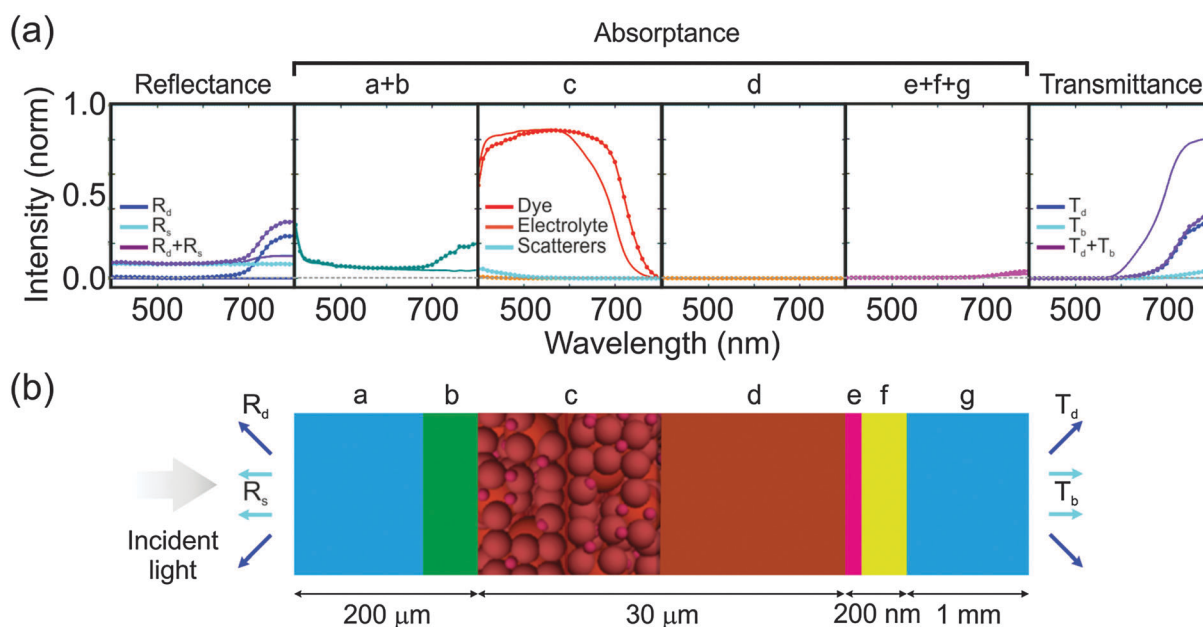 (a)
Absorptance
Reflectance a+b c d e+f+g Transmittance
Intensity (norm)
1.0
0.5
0.0
R_d
R_s
R_d+R_s
Dye
Electrolyte
Scatterers
T_d
T_b
T_d+T_b
500 700 500 700 500 700 500 700 500 700 500 700
Wavelength (nm)
(b)
a b c d e f g
R_d
R_s
Incident
light
T_d
T_b
200 μm 30 μm 200 nm 1 mm